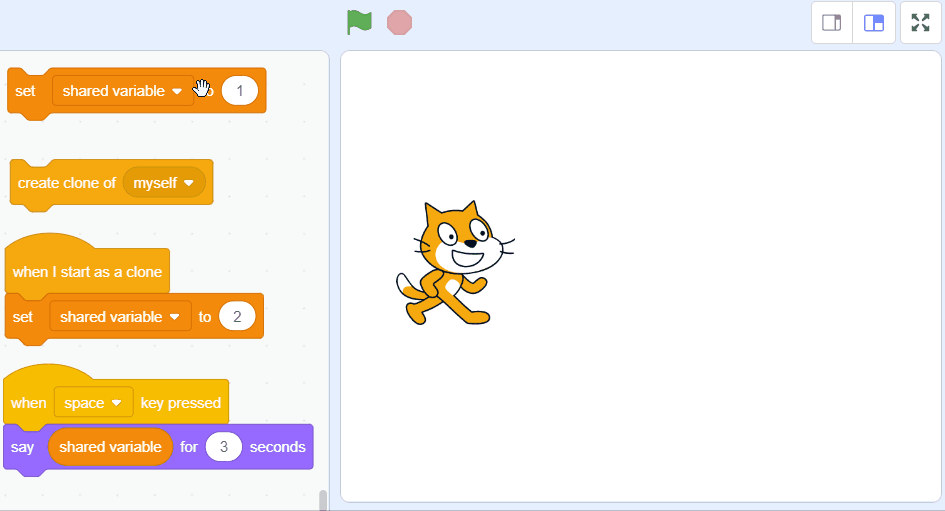 set shared variable to 1
create clone of myself
when I start as a clone
set shared variable to 2
when space key pressed
say shared variable for 3 seconds